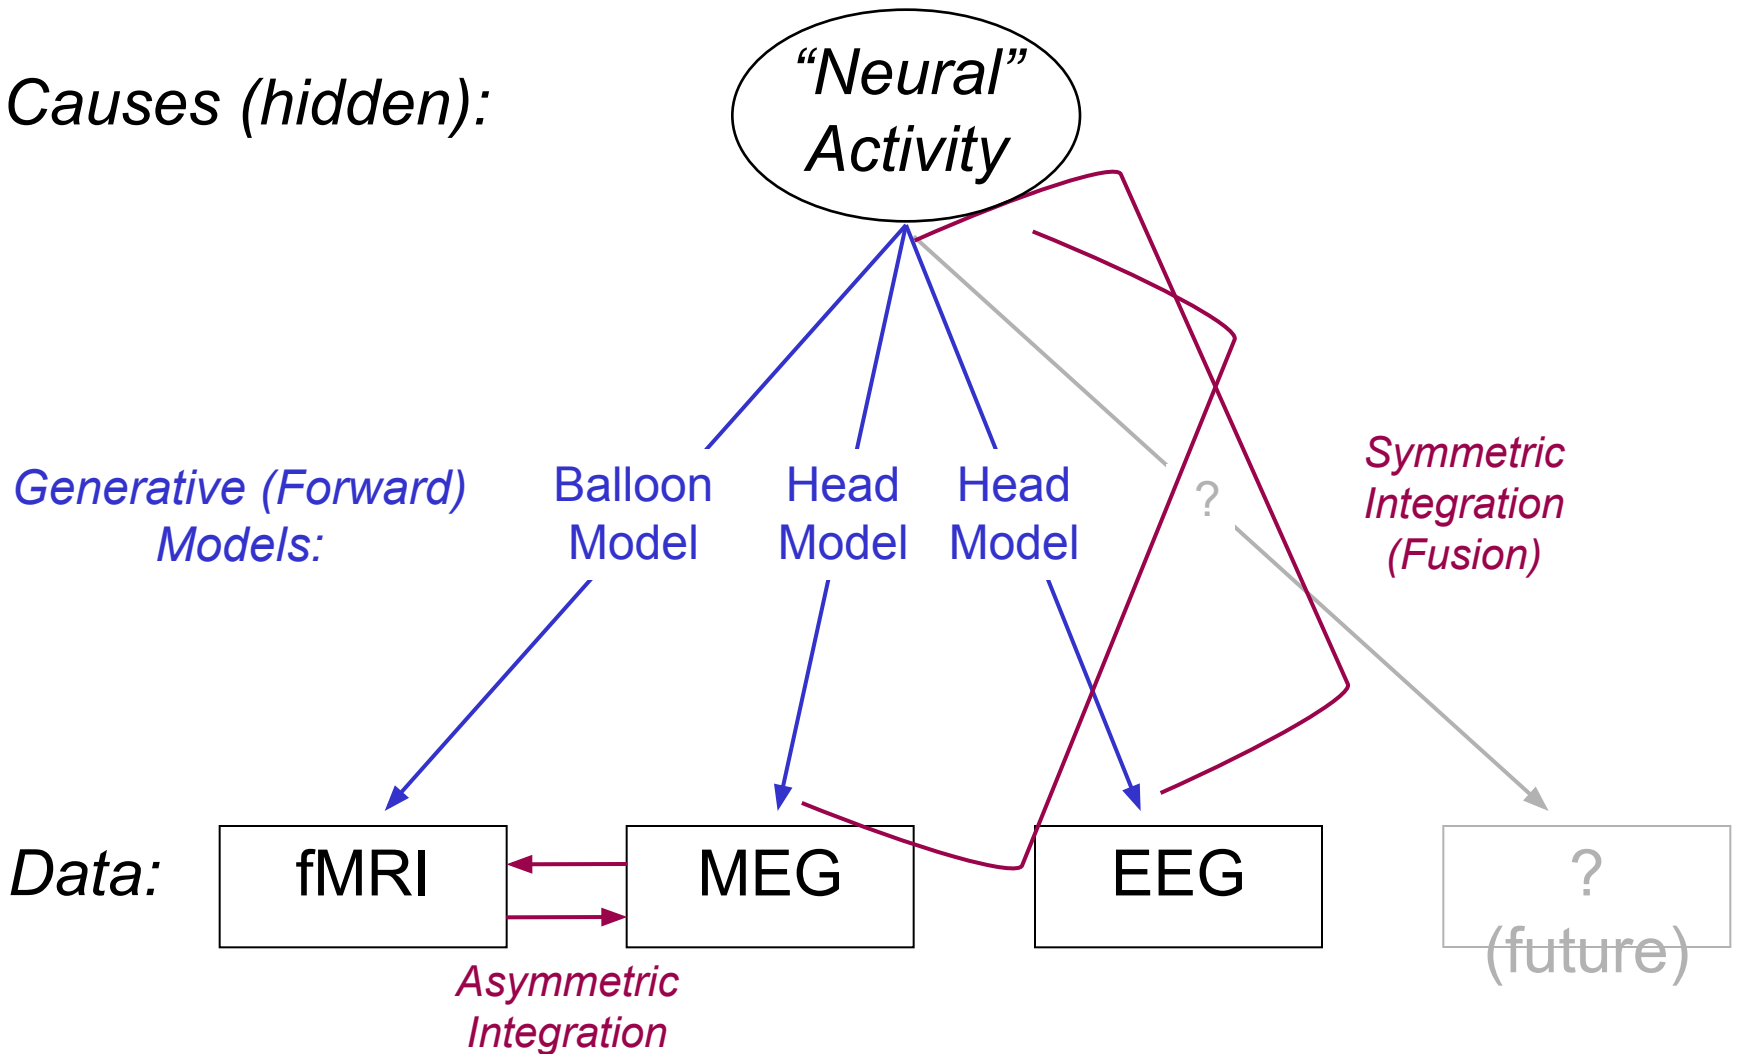 Causes (hidden):
“Neural”
Activity
Generative (Forward)
Models:
Balloon
Model
Head
Model
Head
Model
?
Symmetric
Integration
(Fusion)
Data:
fMRI
MEG
EEG
?
(future)
Asymmetric
Integration